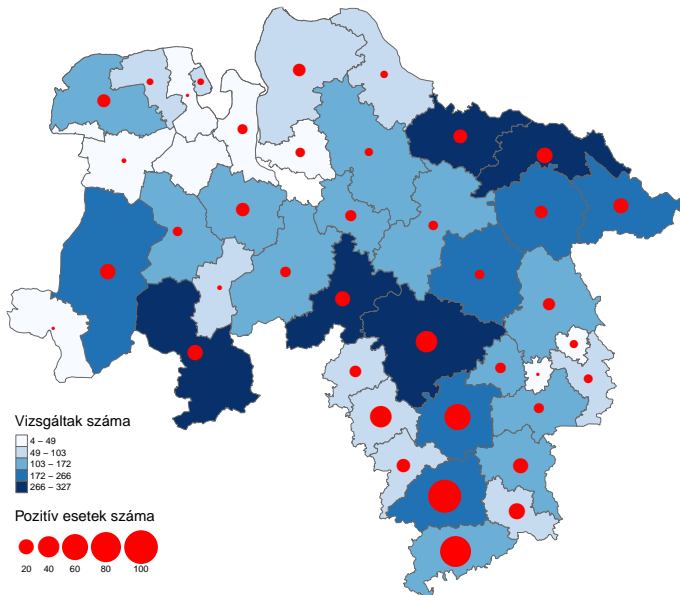 Vizsgáltak száma
4 – 49
49 – 103
103 – 172
172 – 266
266 – 327
Pozitív esetek száma
20 40 60 80 100